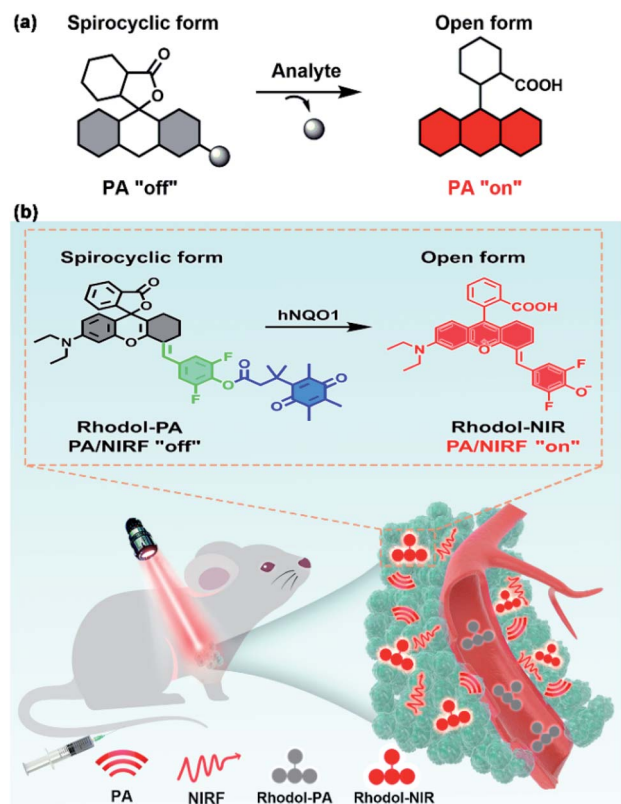 (a)
Spirocyclic form
Open form
O
O
Analyte
COOH
PA "off"
PA "on"
(b)
Spirocyclic form
Open form
O
O
hNQO1
COOH
N
O
F
F
O
O
O
O
N
O
F
F
O⁻
Rhodol-PA
PA/NIRF "off"
Rhodol-NIR
PA/NIRF "on"
PA
NIRF
Rhodol-PA
Rhodol-NIR